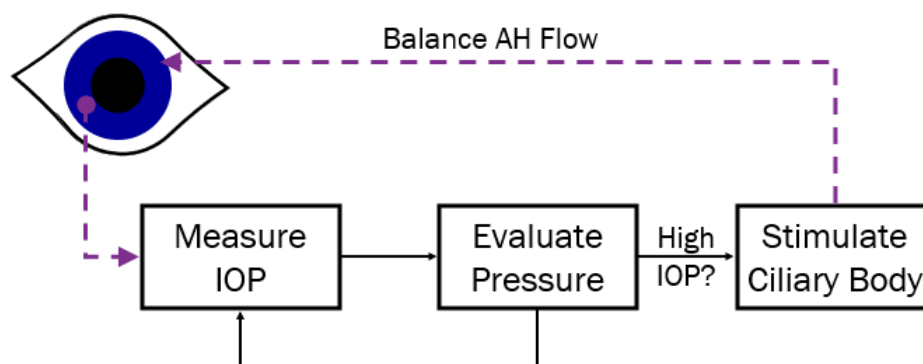 Balance AH Flow
Measure
IOP
Evaluate
Pressure
High
IOP?
Stimulate
Ciliary Body